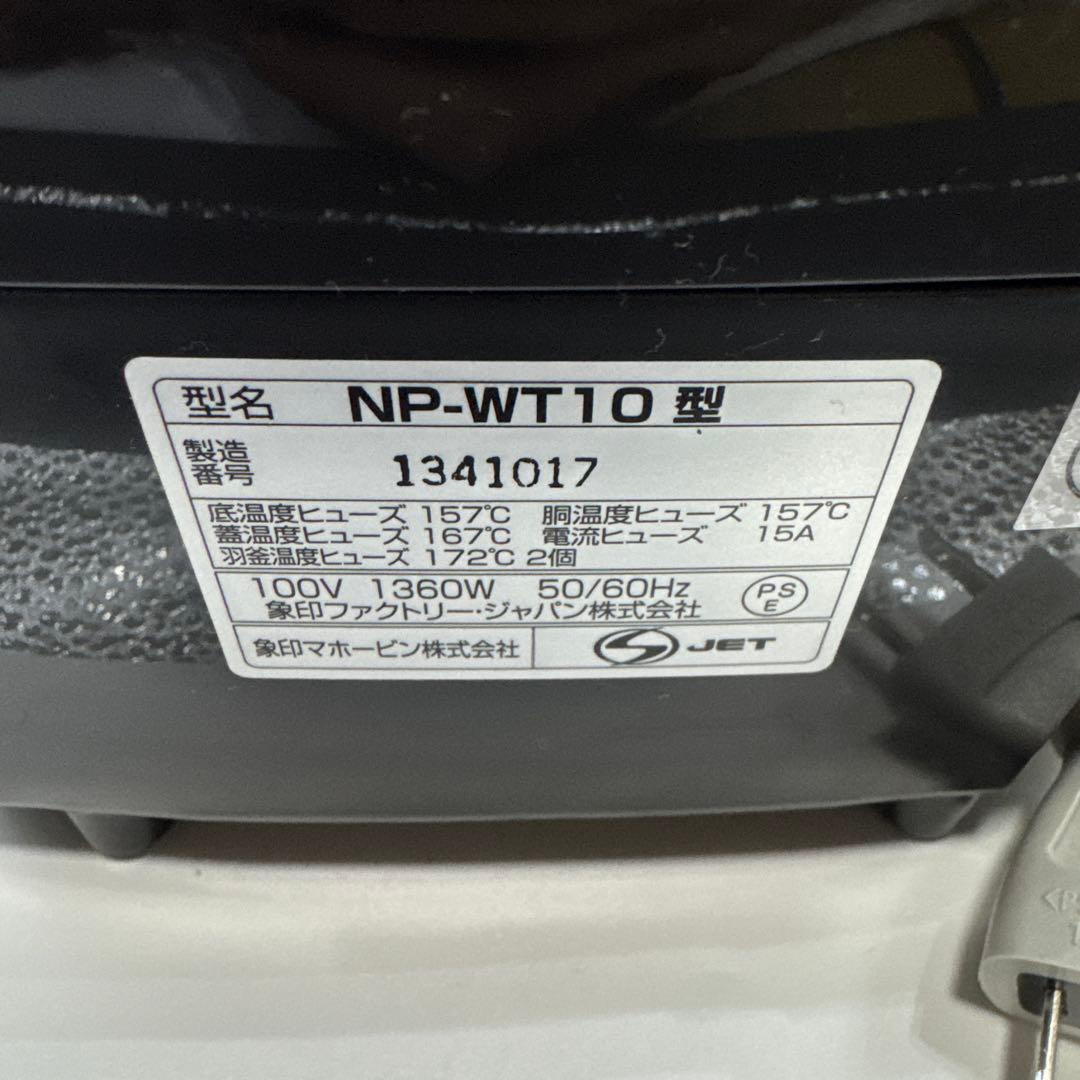 型名 NP-WT10 型
製造
番号 1341017
底温度ヒューズ 157℃ 胴温度ヒューズ 157℃
蓋温度ヒューズ 167℃ 電流ヒューズ 15A
羽釜温度ヒューズ 172℃ 2個
100V 1360W 50/60Hz
象印ファクトリー・ジャパン株式会社
PS
E
象印マホービン株式会社
JET